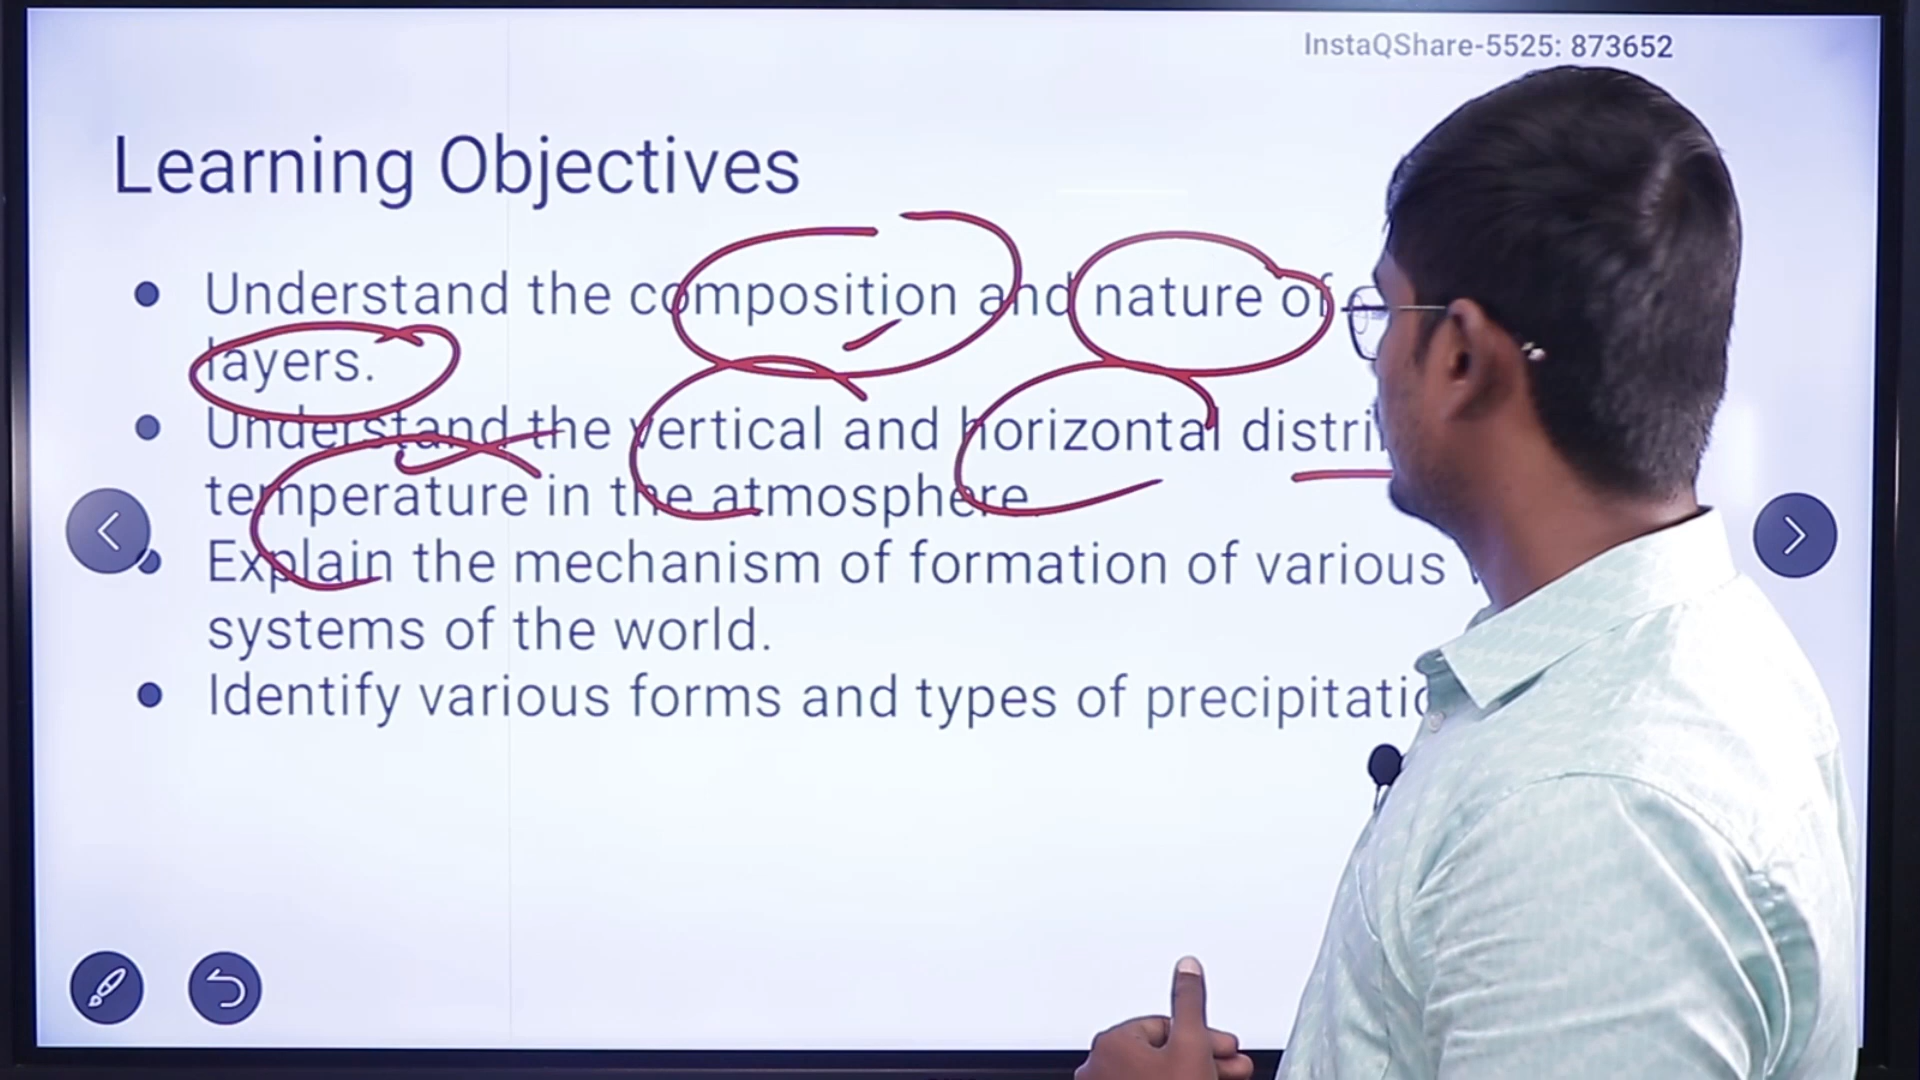 InstaQShare-5525: 873652
Learning Objectives
• Understand the composition and nature of
layers.
• Understand the vertical and horizontal
temperature in the atmosphere.
• Explain the mechanism of formation of various
systems of the world.
• Identify various forms and types of